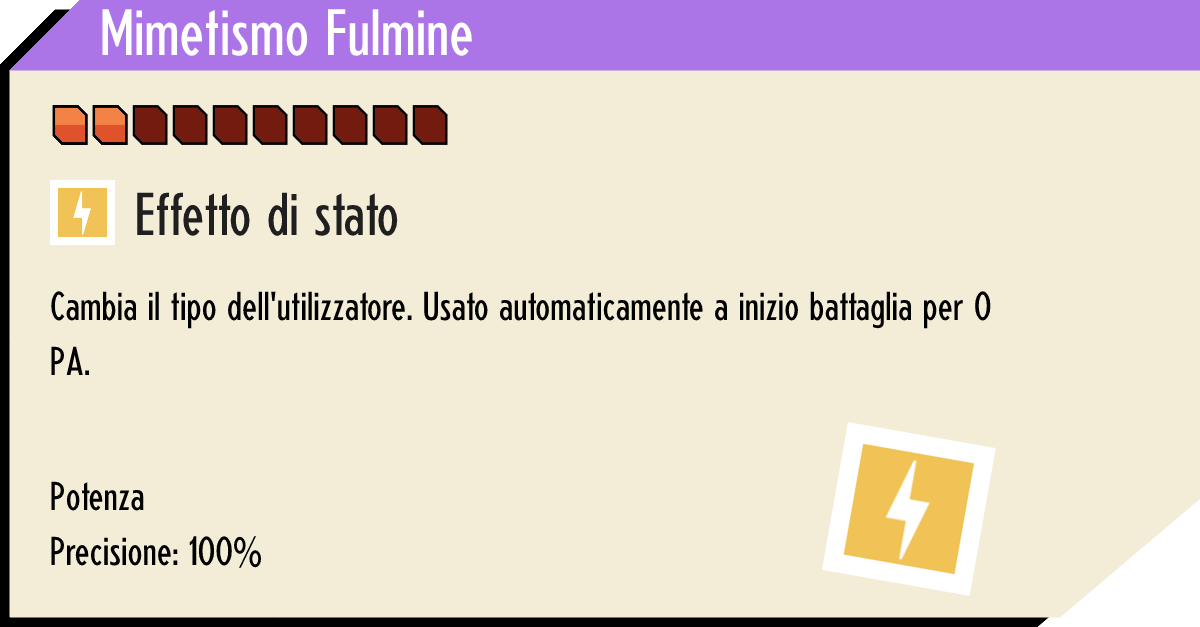 Mimetismo Fulmine
Effetto di stato
Cambia il tipo dell'utilizzatore. Usato automaticamente a inizio battaglia per 0
PA.
Potenza
Precisione: 100%